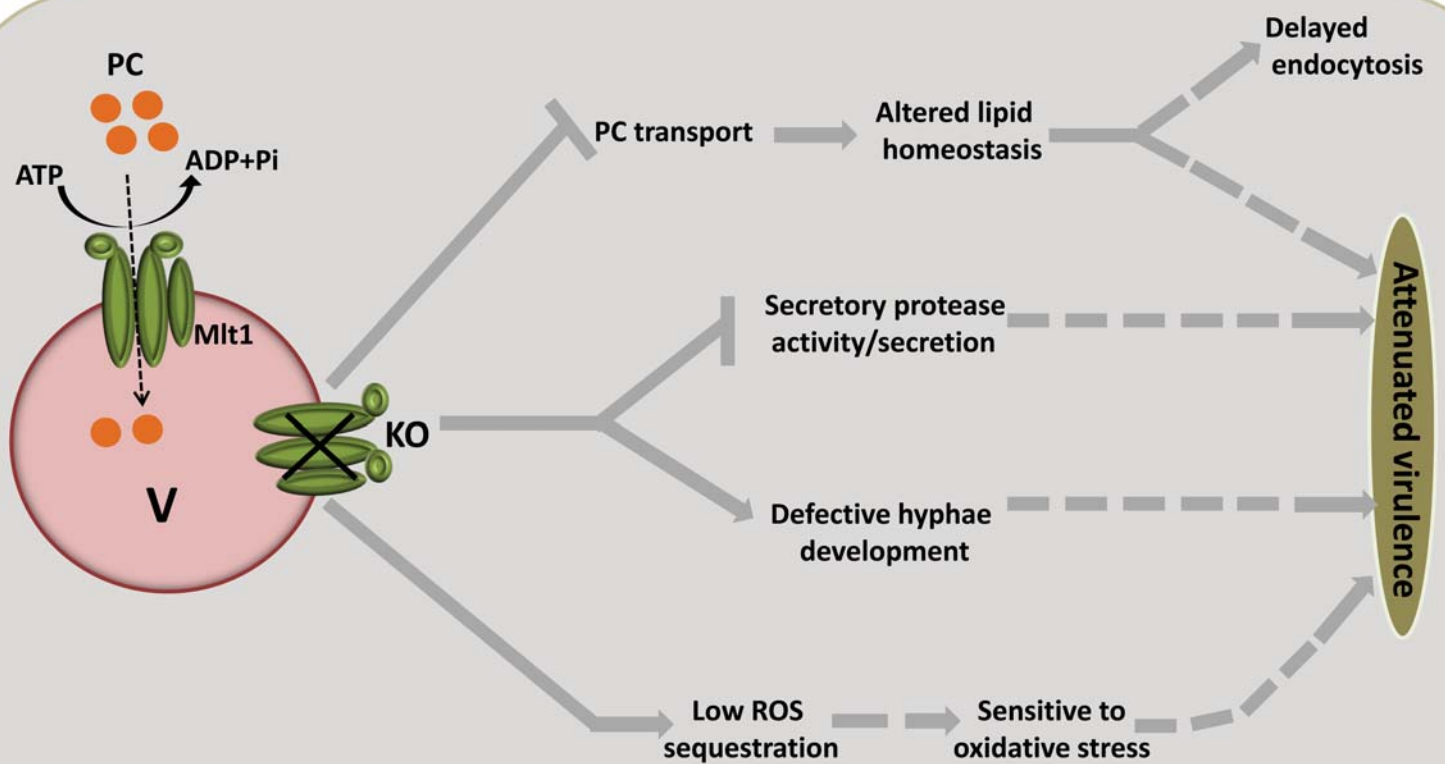 PC
ATP
ADP+Pi
Mlt1
V
KO
PC transport
Altered lipid
homeostasis
Delayed
endocytosis
Secretory protease
activity/secretion
Defective hyphae
development
Low ROS
sequestration
Sensitive to
oxidative stress
Attenuated virulence